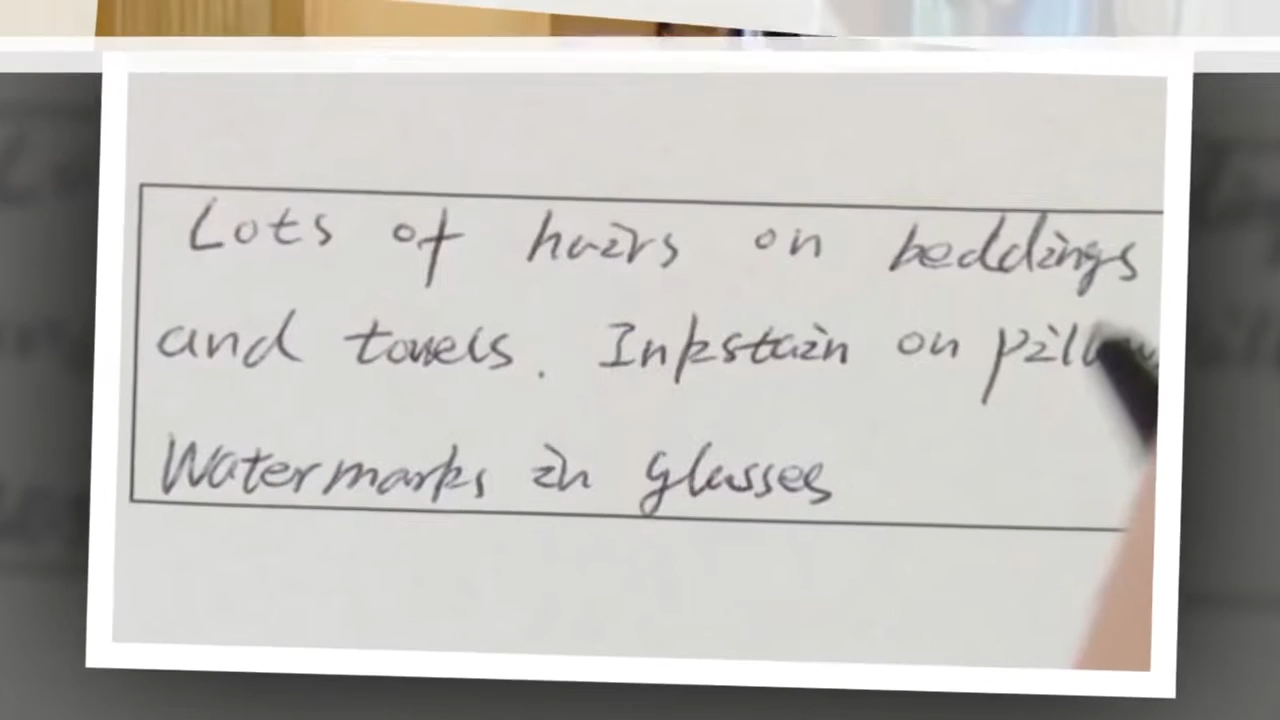 Lots of hairs on beddings
and towels. Inkstain on
Watermarks in glasses